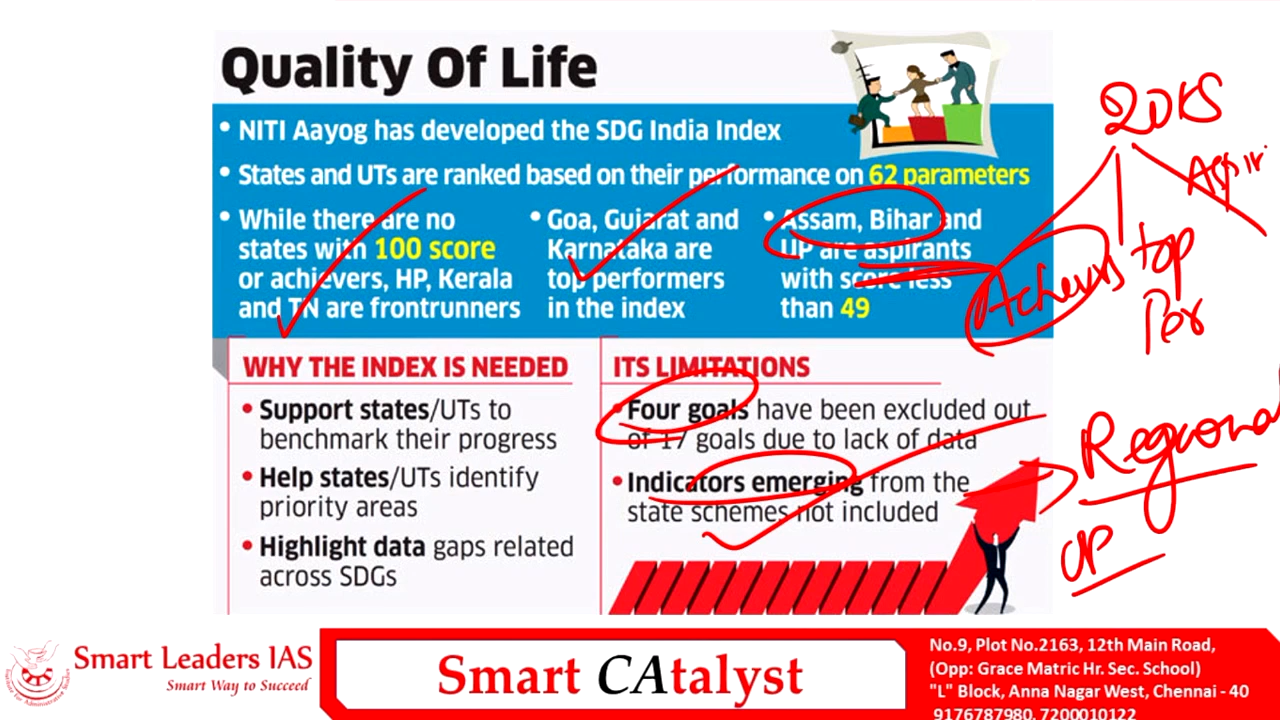 Quality Of Life
• NITI Aayog has developed the SDG India Index
• States and UTs are ranked based on their performance on 62 parameters
• While there are no
states with 100 score
or achievers, HP, Kerala
and TN are frontrunners
• Goa, Gujarat and
Karnataka are
top performers
in the index
• Assam, Bihar and
UP are aspirants
with score less
than 49
WHY THE INDEX IS NEEDED
• Support states/UTs to
benchmark their progress
• Help states/UTs identify
priority areas
• Highlight data gaps related
across SDGs
ITS LIMITATIONS
• Four goals have been excluded out
of 17 goals due to lack of data
• Indicators emerging from the
state schemes not included
top
Per
Regional
Smart Leaders IAS
Smart Way to Succeed
Smart CAtalyst
No.9, Plot No.2163, 12th Main Road,
(Opp: Grace Matric Hr. Sec. School)
"L" Block, Anna Nagar West, Chennai - 40
9176787980, 7200010122